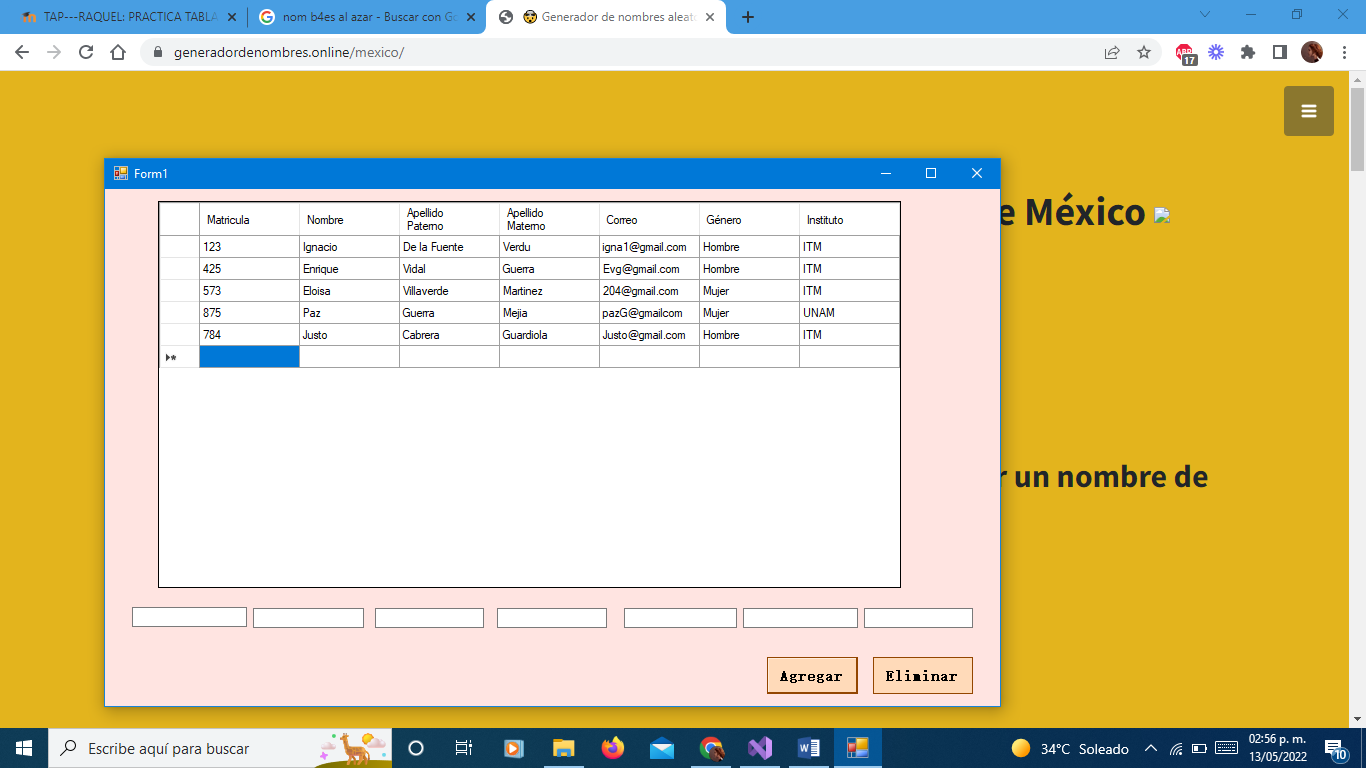 TAP---RAQUEL: PRACTICA TABLA
nom b4es al azar - Buscar con Go
Generador de nombres aleat
generadordenombres.online/mexico/
ABP
17
e México
Form1
Matricula Nombre Apellido Paterno Apellido Materno Correo Género Instituto
123 Ignacio De la Fuente Verdu igna1@gmail.com Hombre ITM
425 Enrique Vidal Guerra Evg@gmail.com Hombre ITM
573 Eloisa Villaverde Martinez 204@gmail.com Mujer ITM
875 Paz Guerra Mejia pazG@gmailcom Mujer UNAM
784 Justo Cabrera Guardiola Justo@gmail.com Hombre ITM
r un nombre de
Agregar Eliminar
Escribe aquí para buscar
34°C Soleado
02:56 p. m.
13/05/2022
10